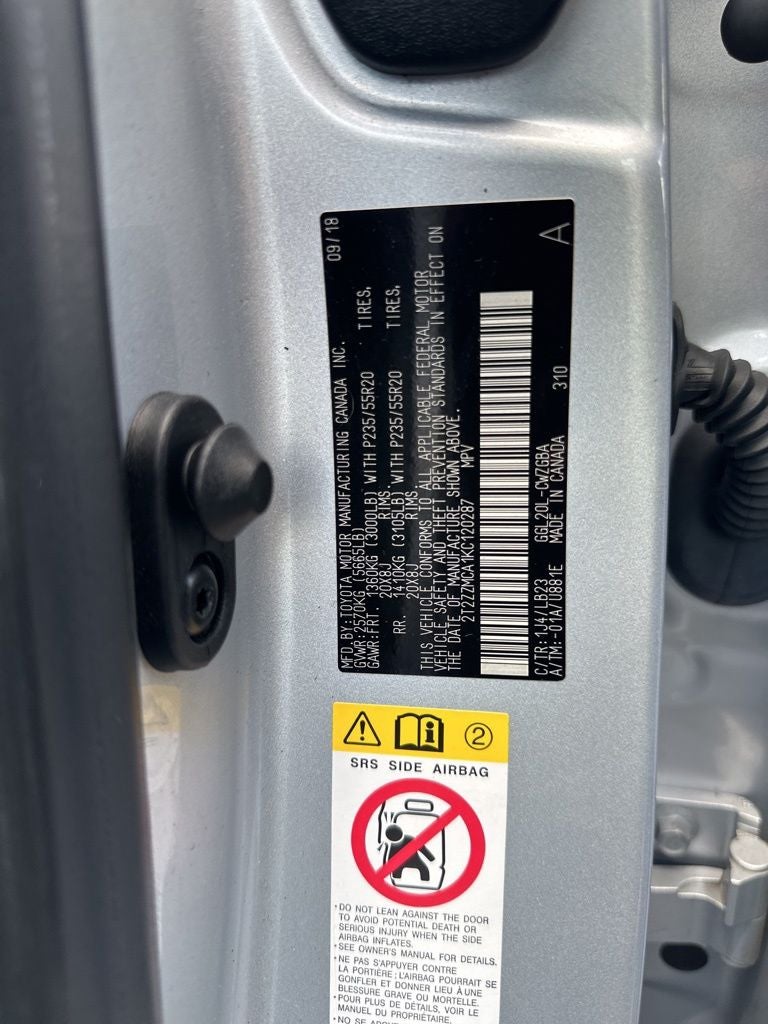 MFD.BY:TOYOTA MOTOR MANUFACTURING CANADA INC. 09/18
GVWR:2570KG (5665LB)
GAWR:FRT. 1360KG (3000LB) WITH P235/55R20 TIRES,
20X8J RIMS,
RR. 1410KG (3105LB) WITH P235/55R20 TIRES,
20X8J RIMS.
THIS VEHICLE CONFORMS TO ALL APPLICABLE FEDERAL MOTOR
VEHICLE SAFETY AND THEFT PREVENTION STANDARDS IN EFFECT ON
THE DATE OF MANUFACTURE SHOWN ABOVE.
2T2ZZMCA1KC120287 MPV
C/TR:1J4/LB23 GGL20L-CWZGBA 310
A/TM:-01A/U881E MADE IN CANADA A
2
SRS SIDE AIRBAG
•DO NOT LEAN AGAINST THE DOOR
TO AVOID POTENTIAL DEATH OR
SERIOUS INJURY WHEN THE SIDE
AIRBAG INFLATES.
•SEE OWNER'S MANUAL FOR DETAILS.
•NE PAS S'APPUYER CONTRE
LA PORTIÈRE; L'AIRBAG POURRAIT SE
GONFLER ET DONNER LIEU À UNE
BLESSURE GRAVE OU MORTELLE.
•POUR PLUS DE DÉTAILS, VOIR LE
MANUEL DU PROPRIÉTAIRE.
•NO SE APOYE